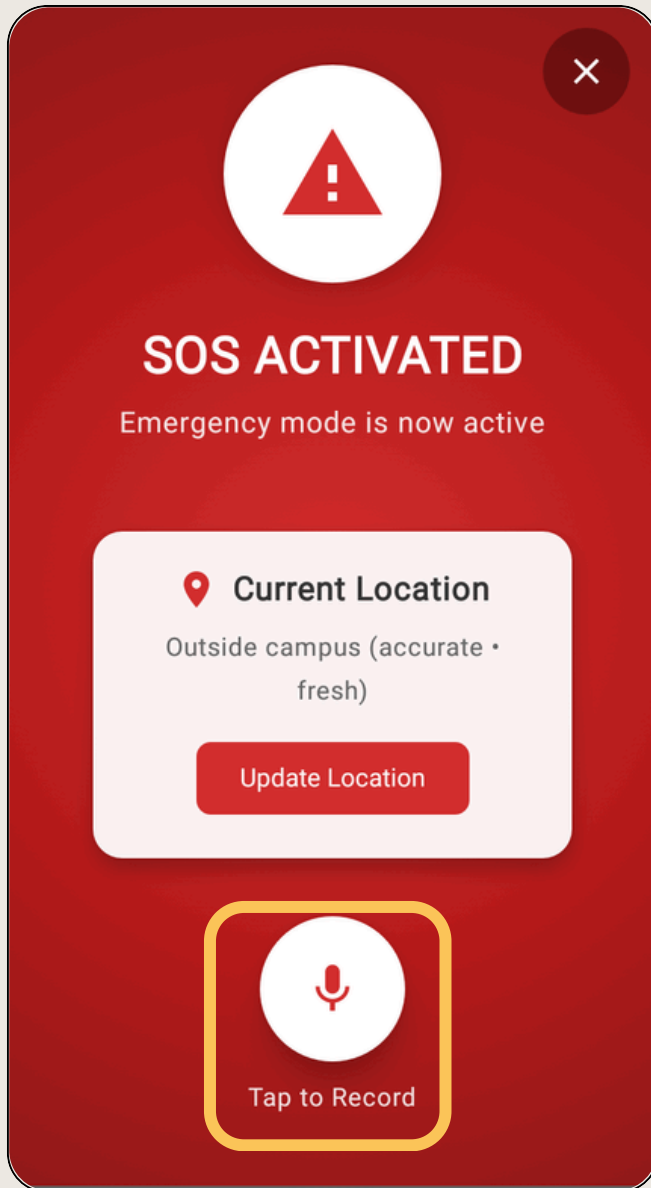 SOS ACTIVATED
Emergency mode is now active
Current Location
Outside campus (accurate •
fresh)
Update Location
Tap to Record